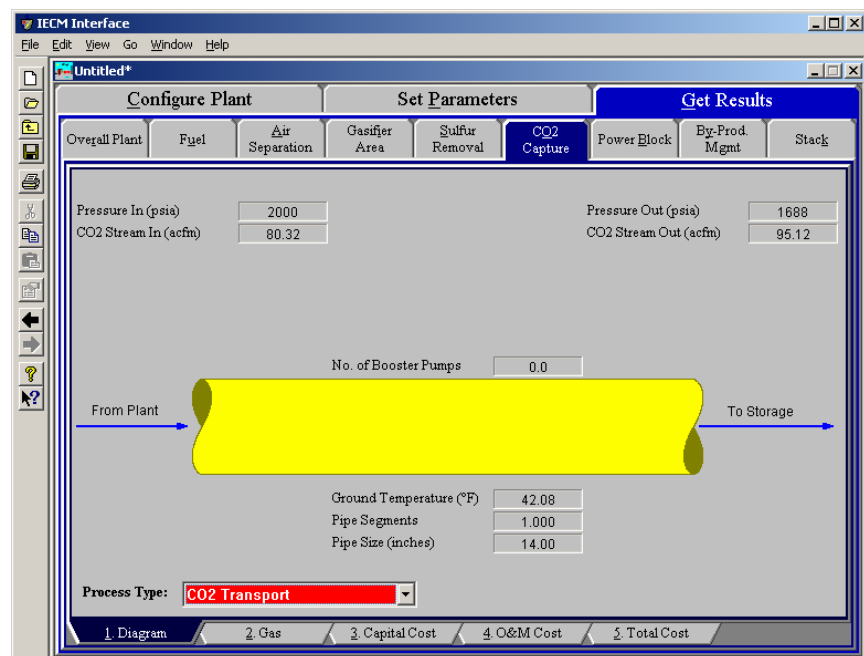 IECM Interface
File Edit View Go Window Help
Untitled*
Configure Plant Set Parameters Get Results
Overall Plant Fuel Air Separation Gasifier Area Sulfur Removal CO2 Capture Power Block By-Prod. Mgmt Stack
Pressure In (psia) 2000 Pressure Out (psia) 1688
CO2 Stream In (acfm) 80.32 CO2 Stream Out (acfm) 95.12
No. of Booster Pumps 0.0
From Plant To Storage
Ground Temperature (°F) 42.08
Pipe Segments 1.000
Pipe Size (inches) 14.00
Process Type: CO2 Transport
1. Diagram 2. Gas 3. Capital Cost 4. O&M Cost 5. Total Cost